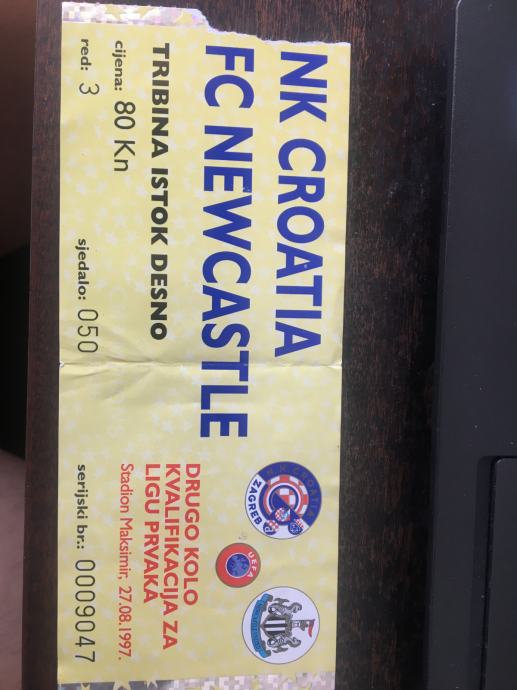 NK CROATIA
FC NEWCASTLE
TRIBINA ISTOK DESNO
cijena: 80 Kn
red: 3
sjedalo: 050
N.K. CROATIA
ZAGREB
UEFA
DRUGO KOLO
KVALIFIKACIJA ZA
LIGU PRVAKA
Stadion Maksimir, 27.08.1997.
serijski br.: 0009047